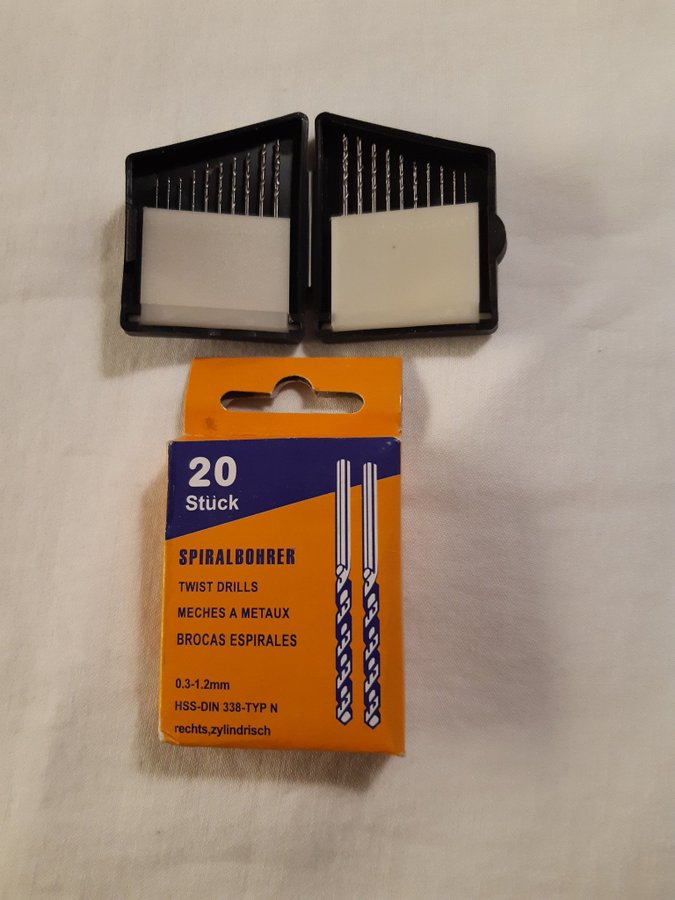 20
Stück
SPIRALBOHRER
TWIST DRILLS
MECHES A METAUX
BROCAS ESPIRALES
0.3-1.2mm
HSS-DIN 338-TYP N
rechts,zylindrisch